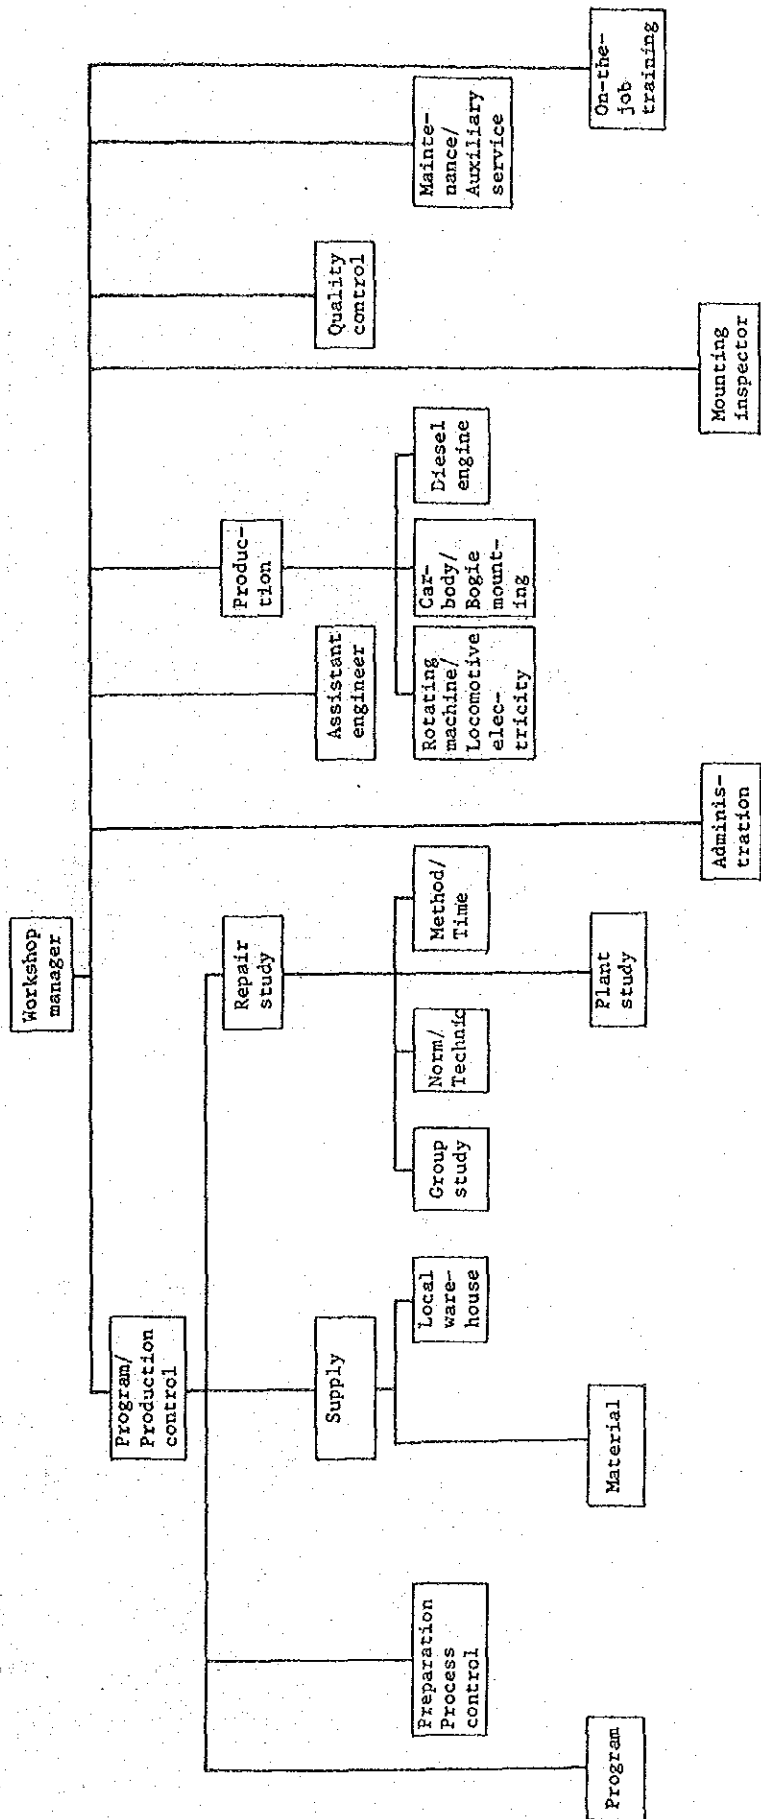 Workshop
manager
Program/
Production
control
Program
Preparation
Process
control
Supply
Material
Local
ware-
house
Repair
study
Group
study
Norm/
Technic
Plant
study
Method/
Time
Adminis-
tration
Assistant
engineer
Produc-
tion
Rotating
machine/
Locomotive
elec-
tricity
Car-
body/
Bogie
mount-
ing
Diesel
engine
Mounting
inspector
Quality
control
Mainte-
nance/
Auxiliary
service
On-the-
job
training